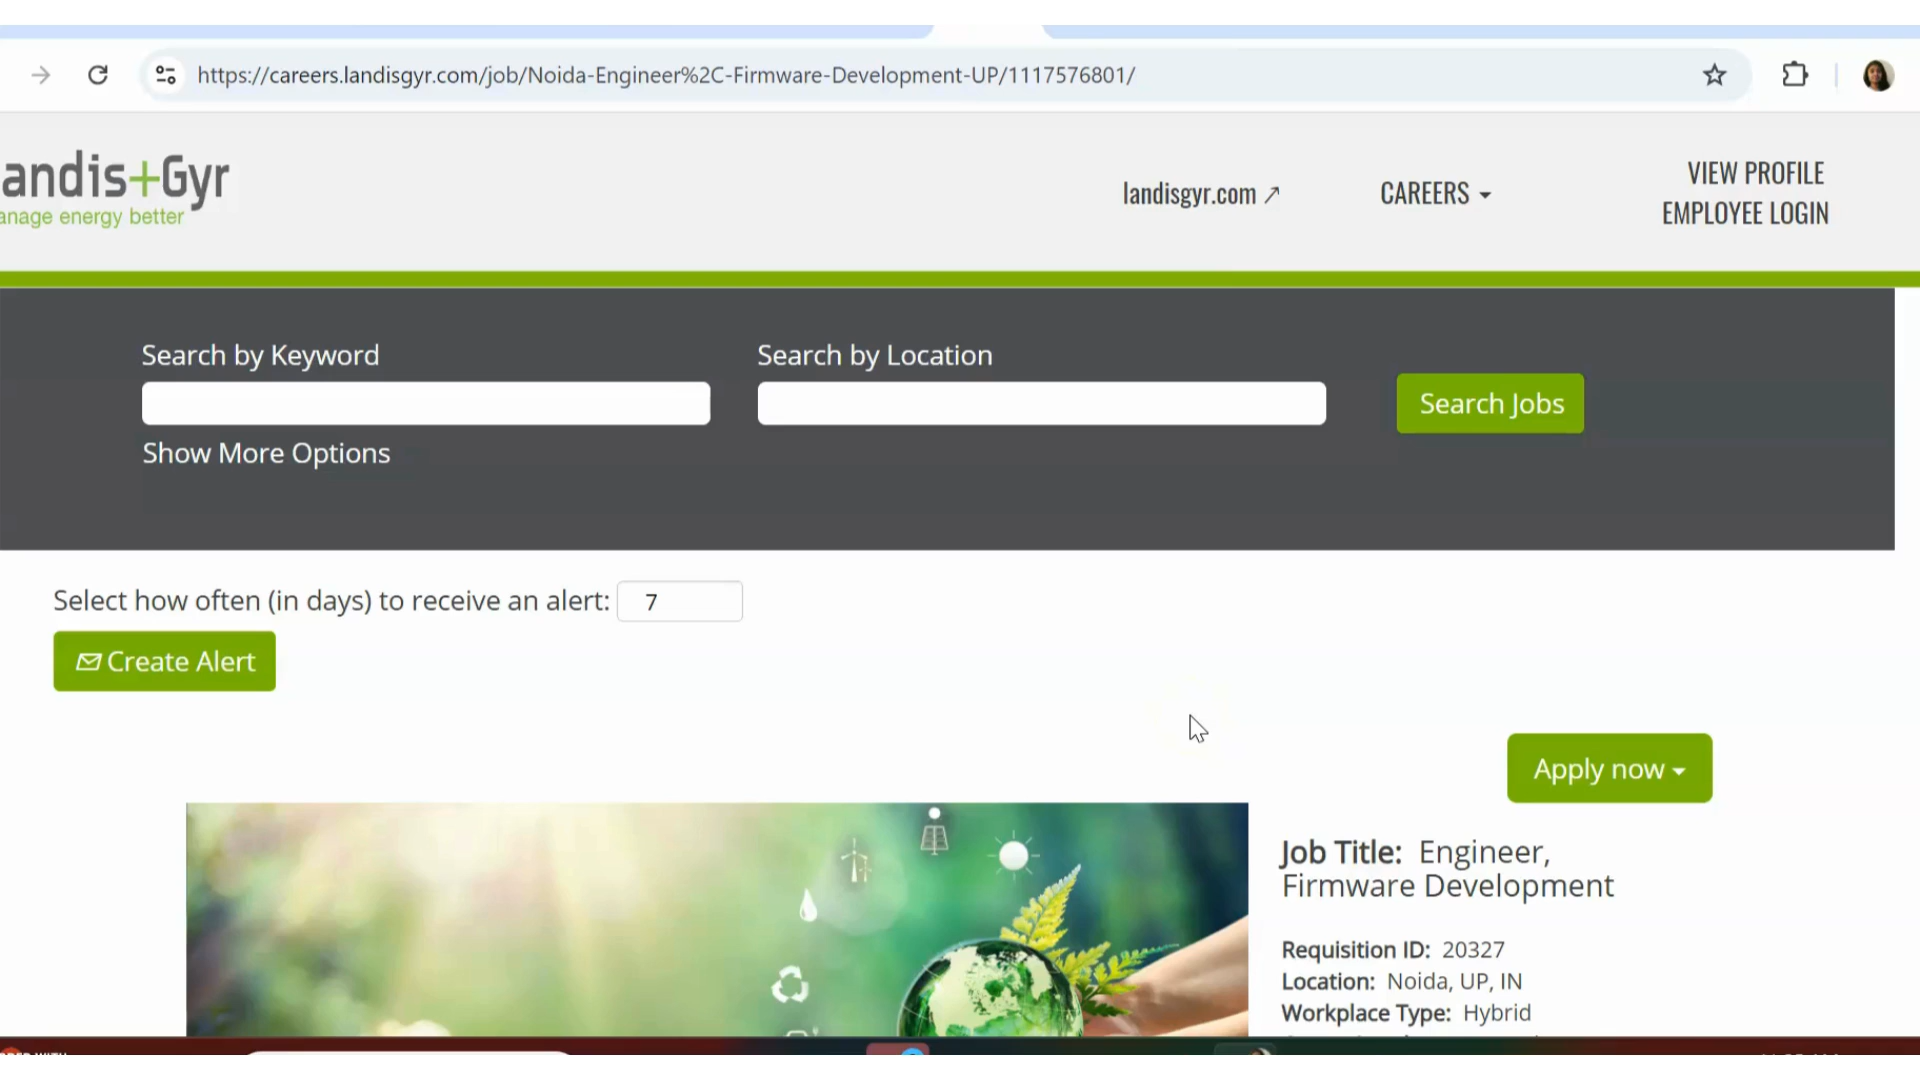 https://careers.landisgyr.com/job/Noida-Engineer%2C-Firmware-Development-UP/1117576801/
andis+Gyr
anage energy better
landisgyr.com
CAREERS
VIEW PROFILE
EMPLOYEE LOGIN
Search by Keyword
Search by Location
Search Jobs
Show More Options
Select how often (in days) to receive an alert: 7
Create Alert
Apply now
Job Title: Engineer,
Firmware Development
Requisition ID: 20327
Location: Noida, UP, IN
Workplace Type: Hybrid